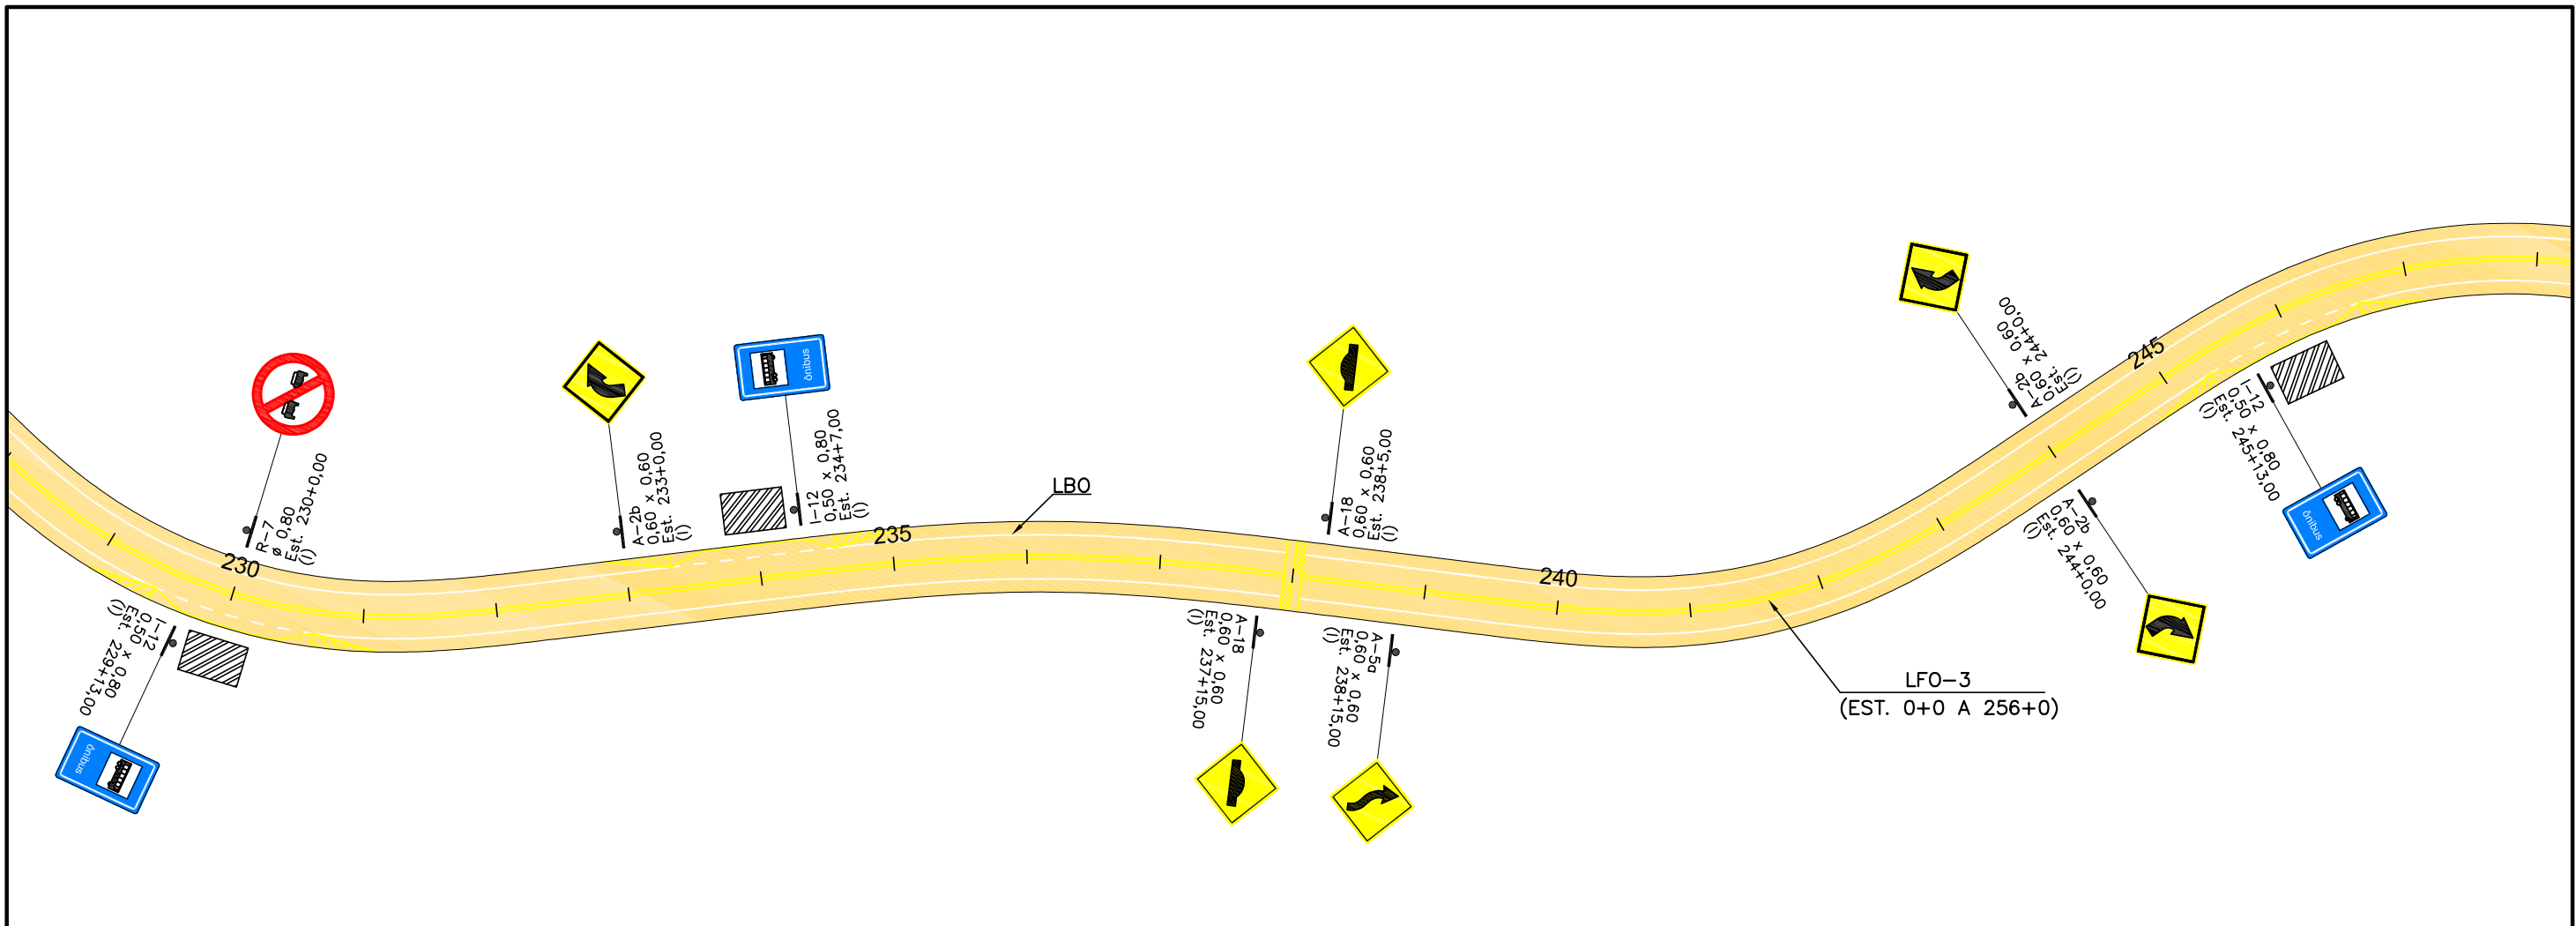 R-7
ø 0,80
Est. 230+0,00
(I)
230
I-12
0,50 x 0,80
Est. 229+13,00
(I)
ônibus
A-2b
0,60 x 0,60
Est. 233+0,00
(I)
ônibus
I-12
0,50 x 0,80
Est. 234+7,00
(I)
235
LBO
A-18
0,60 x 0,60
Est. 238+5,00
(I)
A-18
0,60 x 0,60
Est. 237+15,00
(I)
A-5a
0,60 x 0,60
Est. 238+15,00
(I)
240
LFO-3
(EST. 0+0 A 256+0)
A-2b
0,60 x 0,60
Est. 244+0,00
(I)
245
A-2b
0,60 x 0,60
Est. 244+0,00
(I)
I-12
0,50 x 0,80
Est. 245+13,00
(I)
ônibus